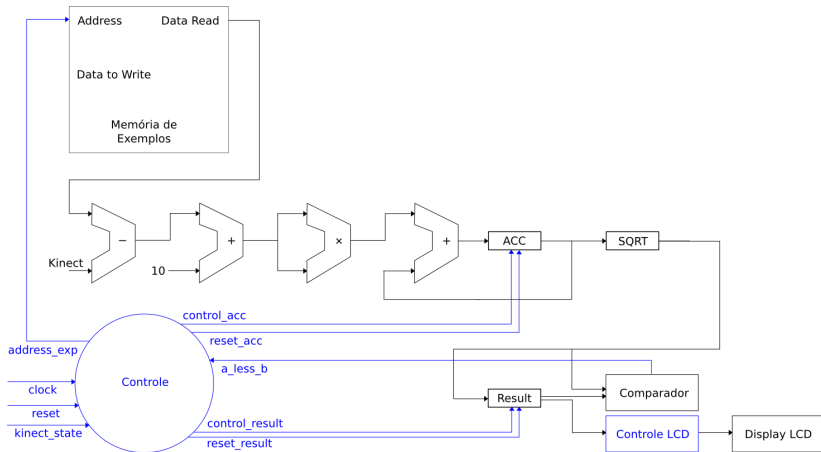 Address
Data Read
Data to Write
Memória de
Exemplos
−
+
×
+
ACC
SQRT
Kinect
10
control_acc
reset_acc
address_exp
a_less_b
Controle
clock
reset
kinect_state
control_result
reset_result
Result
Comparador
Controle LCD
Display LCD